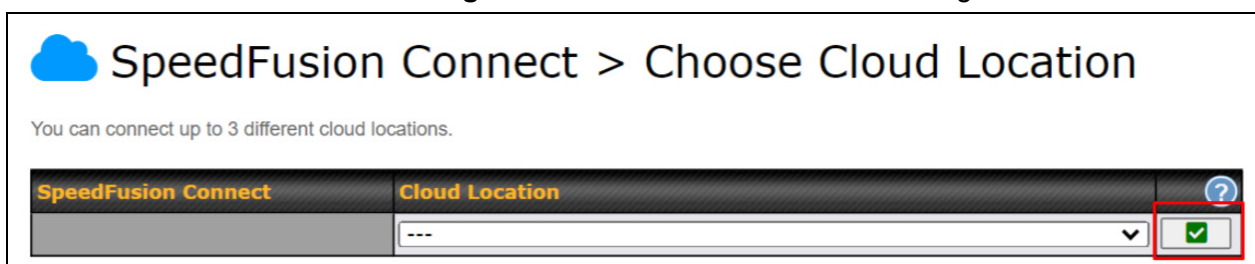 SpeedFusion Connect > Choose Cloud Location
You can connect up to 3 different cloud locations.
SpeedFusion Connect Cloud Location ?
---